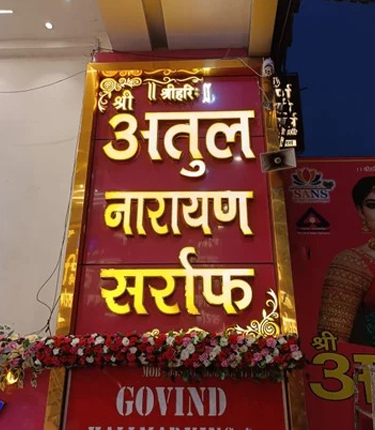 ॥ श्रीहरिः ॥
श्री
अतुल
नारायण
सर्राफ
GOVIND
SANS
श्री